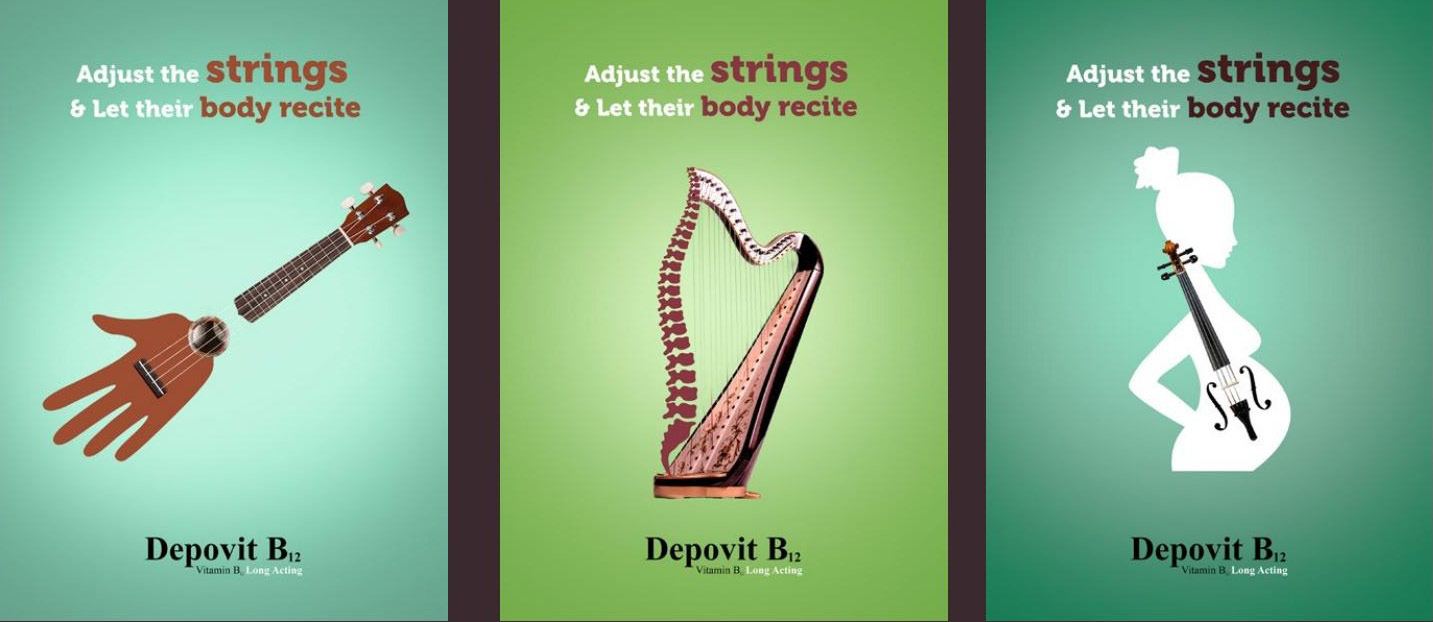 Adjust the strings
& Let their body recite
Depovit B12
Vitamin B12 Long Acting
Adjust the strings
& Let their body recite
Depovit B12
Vitamin B12 Long Acting
Adjust the strings
& Let their body recite
Depovit B12
Vitamin B12 Long Acting